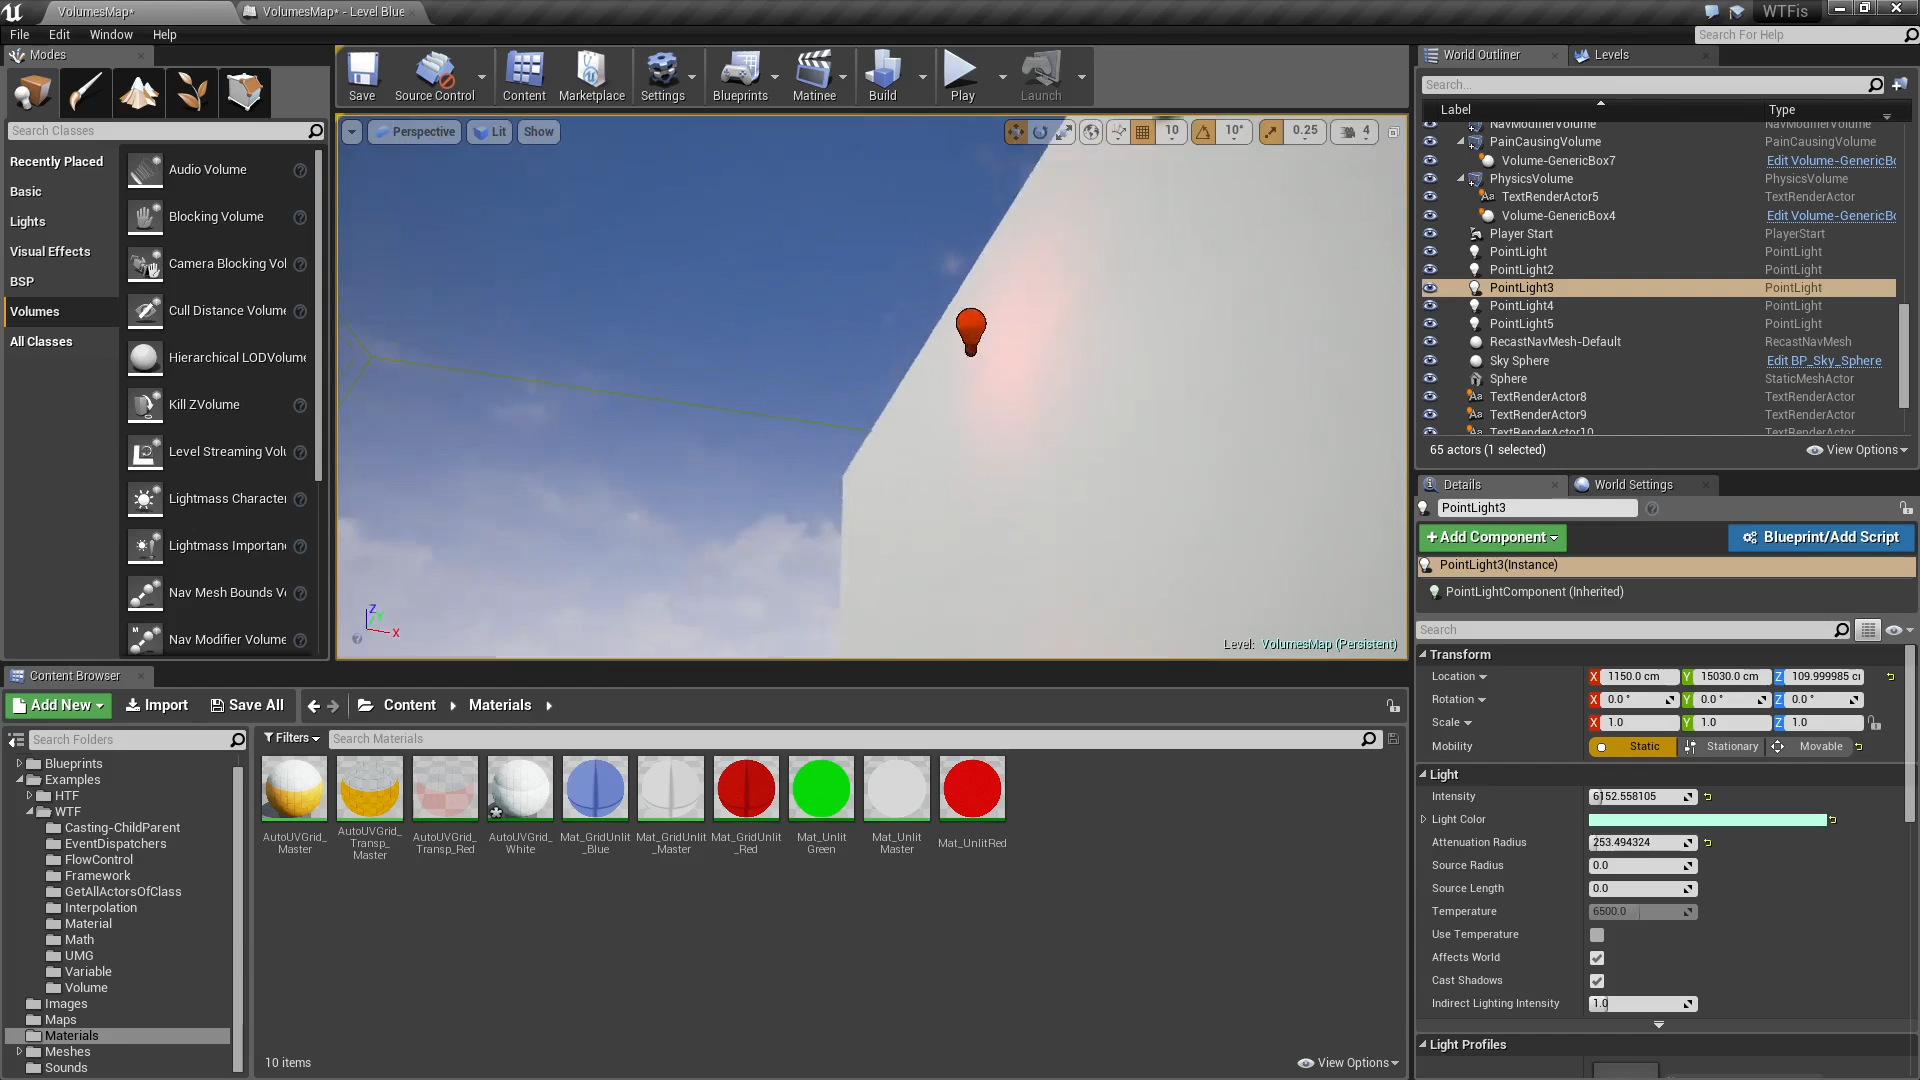 VolumesMap*
VolumesMap* - Level Blue
WTFis
File Edit Window Help
Search For Help
Modes
Search Classes
Recently Placed
Basic
Lights
Visual Effects
BSP
Volumes
All Classes
Audio Volume
Blocking Volume
Camera Blocking Vol
Cull Distance Volume
Hierarchical LODVolume
Kill ZVolume
Level Streaming Volu
Lightmass Character
Lightmass Importan
Nav Mesh Bounds Vo
Nav Modifier Volume
Save
Source Control
Content
Marketplace
Settings
Blueprints
Matinee
Build
Play
Launch
Perspective
Lit
Show
10
10°
0.25
4
Z
Y
X
Level: VolumesMap (Persistent)
World Outliner
Levels
Search...
Label Type
NavModifierVolume NavModifierVolume
PainCausingVolume PainCausingVolume
Volume-GenericBox7 Edit Volume-GenericBo
PhysicsVolume PhysicsVolume
TextRenderActor5 TextRenderActor
Volume-GenericBox4 Edit Volume-GenericBo
Player Start PlayerStart
PointLight PointLight
PointLight2 PointLight
PointLight3 PointLight
PointLight4 PointLight
PointLight5 PointLight
RecastNavMesh-Default RecastNavMesh
Sky Sphere Edit BP_Sky_Sphere
Sphere StaticMeshActor
TextRenderActor8 TextRenderActor
TextRenderActor9 TextRenderActor
TextRenderActor10 TextRenderActor
65 actors (1 selected)
View Options
Details
World Settings
PointLight3
+ Add Component
Blueprint/Add Script
PointLight3(Instance)
PointLightComponent (Inherited)
Search
Transform
Location X 1150.0 cm Y 15030.0 cm Z 109.999985 c
Rotation X 0.0 ° Y 0.0 ° Z 0.0 °
Scale X 1.0 Y 1.0 Z 1.0
Mobility Static Stationary Movable
Light
Intensity 6152.558105
Light Color
Attenuation Radius 253.494324
Source Radius 0.0
Source Length 0.0
Temperature 6500.0
Use Temperature
Affects World
Cast Shadows
Indirect Lighting Intensity 1.0
Light Profiles
Content Browser
Add New
Import
Save All
Content
Materials
Search Folders
Blueprints
Examples
HTF
WTF
Casting-ChildParent
EventDispatchers
FlowControl
Framework
GetAllActorsOfClass
Interpolation
Material
Math
UMG
Variable
Volume
Images
Maps
Materials
Meshes
Sounds
Filters
Search Materials
AutoUVGrid_
Master
AutoUVGrid_
Transp_
Master
AutoUVGrid_
Transp_Red
AutoUVGrid_
White
Mat_GridUnlit
_Blue
Mat_GridUnlit
_Master
Mat_GridUnlit
_Red
Mat_Unlit
Green
Mat_Unlit
Master
Mat_UnlitRed
10 items
View Options